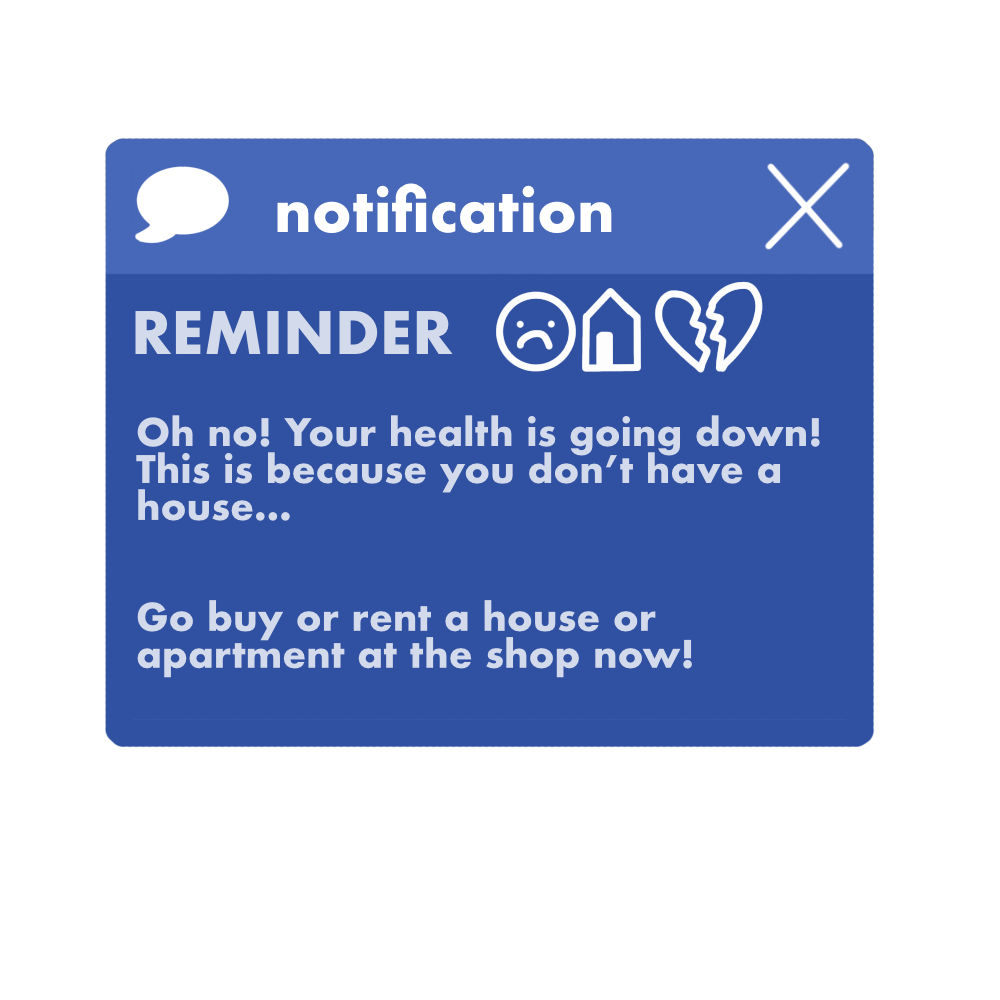 notification
REMINDER
Oh no! Your health is going down!
This is because you don’t have a
house...
Go buy or rent a house or
apartment at the shop now!